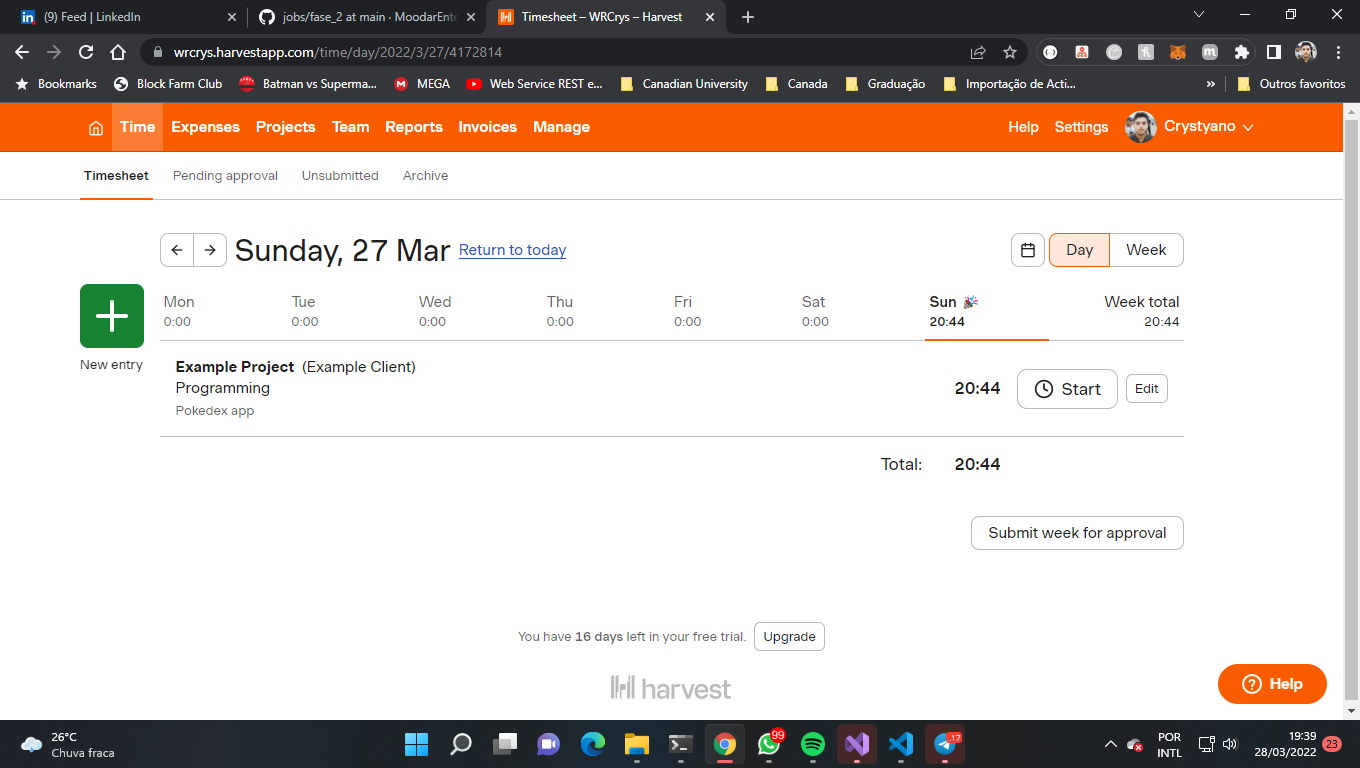 (9) Feed | LinkedIn
jobs/fase_2 at main · MoodarEnte
Timesheet – WRCrys – Harvest
wrcrys.harvestapp.com/time/day/2022/3/27/4172814
Bookmarks
Block Farm Club
Batman vs Superma...
MEGA
Web Service REST e...
Canadian University
Canada
Graduação
Importação de Acti...
»
Outros favoritos
Time
Expenses
Projects
Team
Reports
Invoices
Manage
Help
Settings
Crystyano
Timesheet
Pending approval
Unsubmitted
Archive
Sunday, 27 Mar
Return to today
Day
Week
New entry
Mon
0:00
Tue
0:00
Wed
0:00
Thu
0:00
Fri
0:00
Sat
0:00
Sun 🎉
20:44
Week total
20:44
Example Project (Example Client)
Programming
Pokedex app
20:44
Start
Edit
Total: 20:44
Submit week for approval
You have 16 days left in your free trial.
Upgrade
harvest
Help
26°C
Chuva fraca
99
17
POR
INTL
19:39
28/03/2022
23